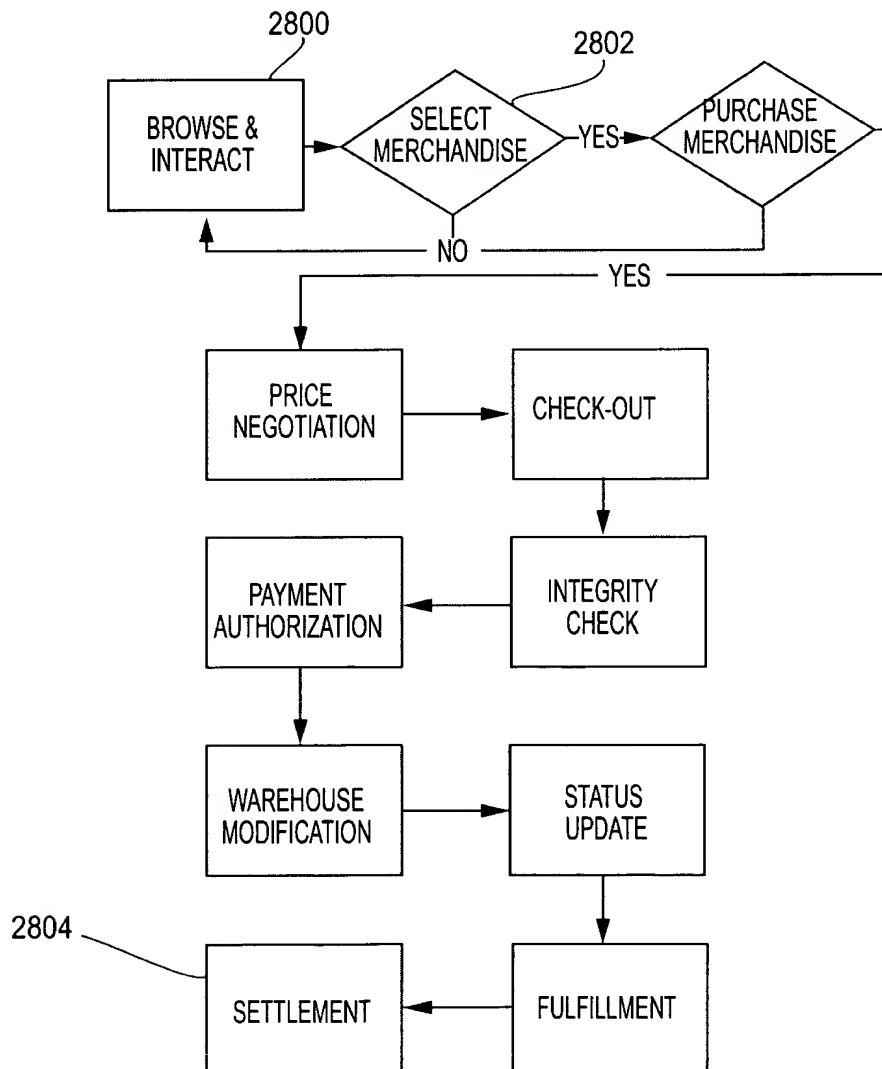 2800
2802
BROWSE &
INTERACT
SELECT
MERCHANDISE
YES
PURCHASE
MERCHANDISE
NO
YES
PRICE
NEGOTIATION
CHECK-OUT
PAYMENT
AUTHORIZATION
INTEGRITY
CHECK
WAREHOUSE
MODIFICATION
STATUS
UPDATE
2804
SETTLEMENT
FULFILLMENT